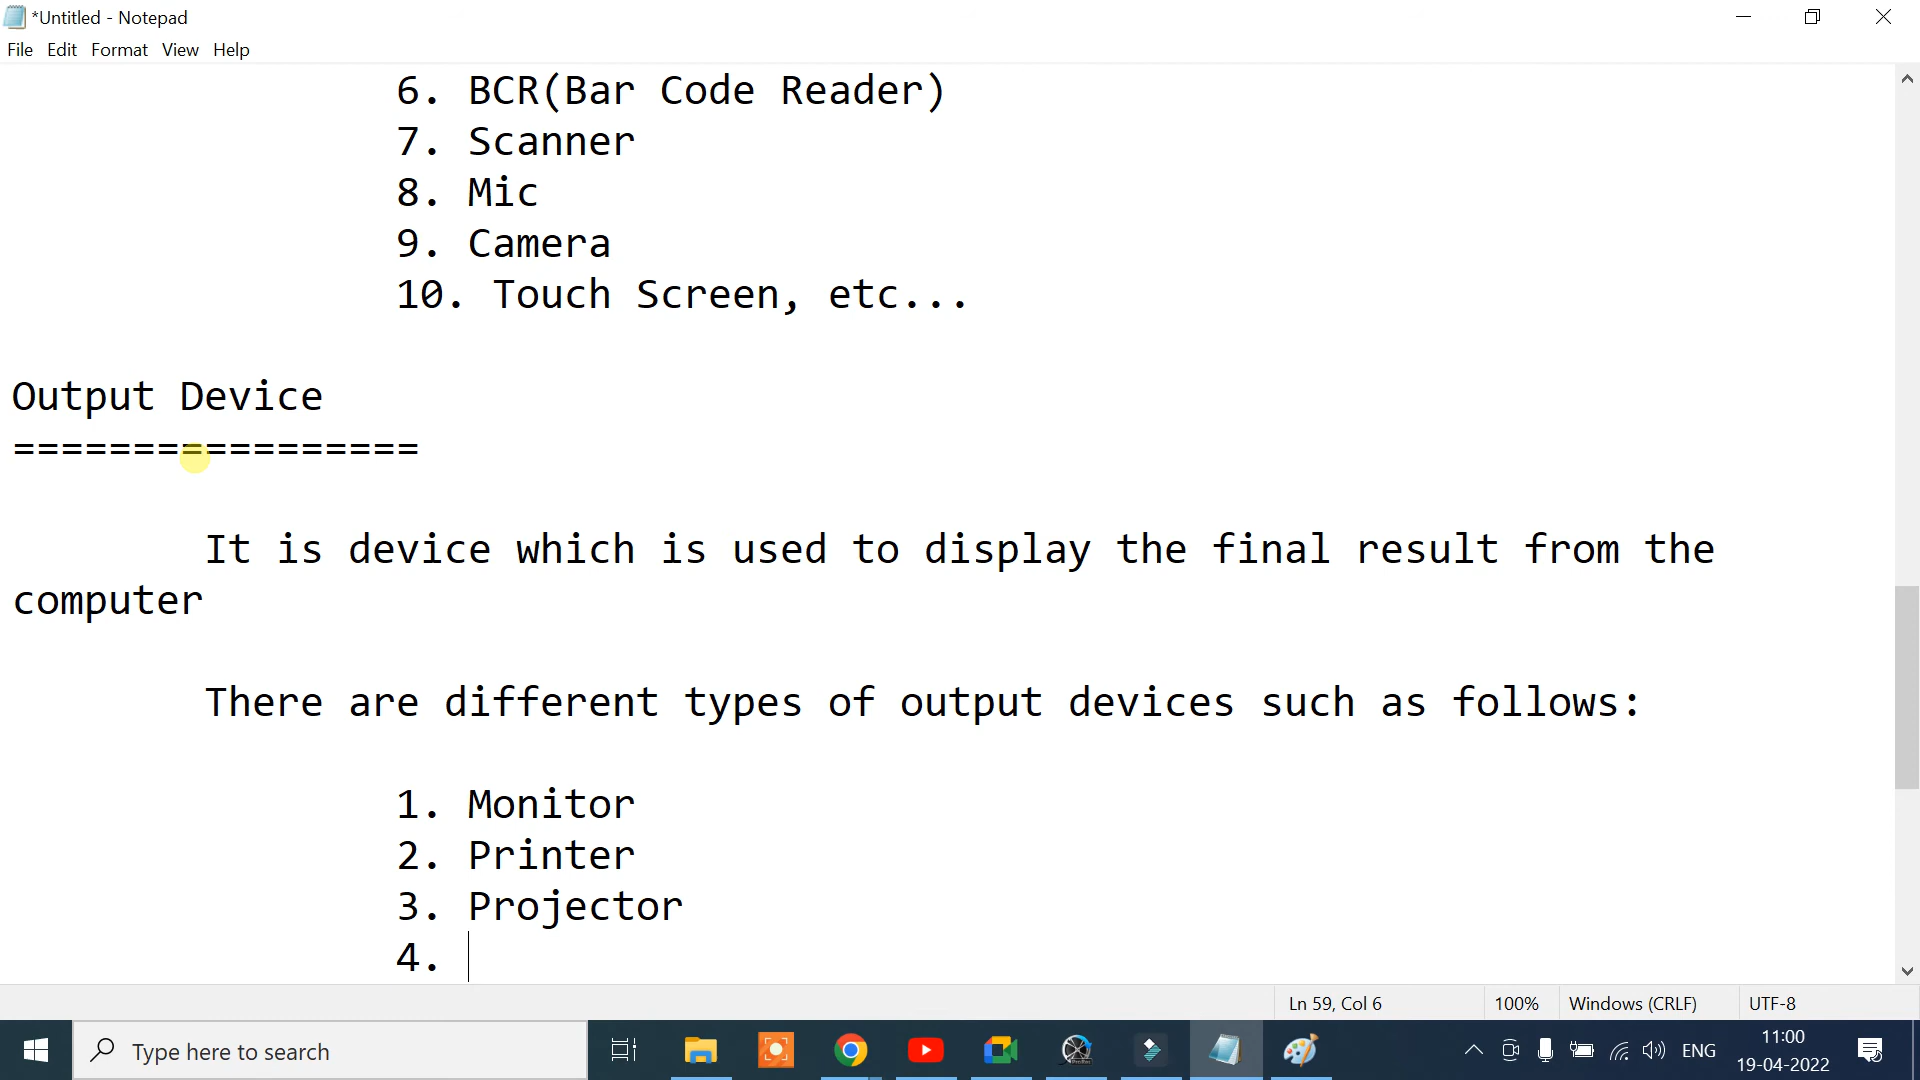 *Untitled - Notepad
File Edit Format View Help
6. BCR(Bar Code Reader)
7. Scanner
8. Mic
9. Camera
10. Touch Screen, etc...
Output Device
=================
It is device which is used to display the final result from the
computer
There are different types of output devices such as follows:
1. Monitor
2. Printer
3. Projector
4.
Ln 59, Col 6 100% Windows (CRLF) UTF-8
Type here to search
ENG
11:00
19-04-2022